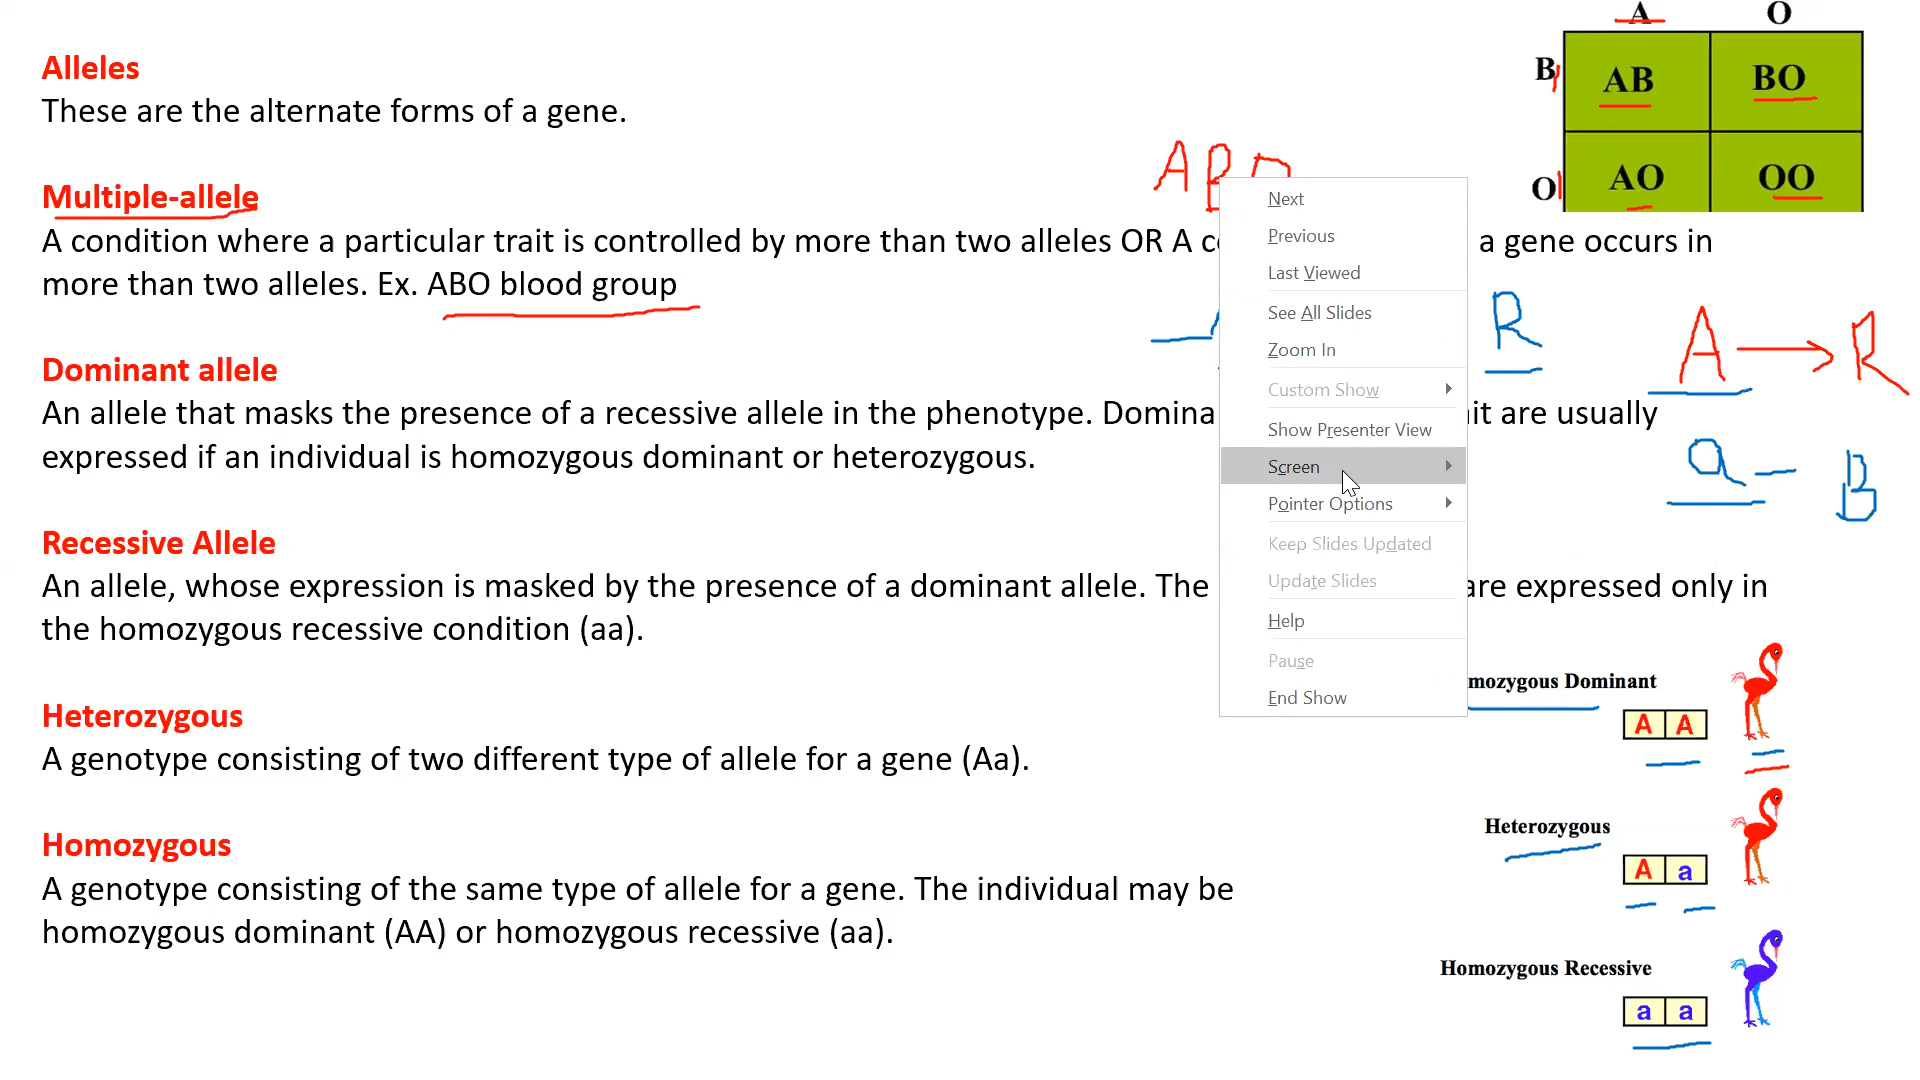 A O
Alleles
B AB BO
These are the alternate forms of a gene.
A B
O AO OO
Multiple-allele
A condition where a particular trait is controlled by more than two alleles OR A a gene occurs in
more than two alleles. Ex. ABO blood group
R A → R
Dominant allele
An allele that masks the presence of a recessive allele in the phenotype. are usually
expressed if an individual is homozygous dominant or heterozygous.
a – B
Recessive Allele
An allele, whose expression is masked by the presence of a dominant allele. The are expressed only in
the homozygous recessive condition (aa).
Next
Previous
Last Viewed
See All Slides
Zoom In
Custom Show
Show Presenter View
Screen
Pointer Options
Keep Slides Updated
Update Slides
Help
Pause
End Show
Heterozygous
A genotype consisting of two different type of allele for a gene (Aa).
Homozygous
A genotype consisting of the same type of allele for a gene. The individual may be
homozygous dominant (AA) or homozygous recessive (aa).
mozygous Dominant
A A
Heterozygous
A a
Homozygous Recessive
a a